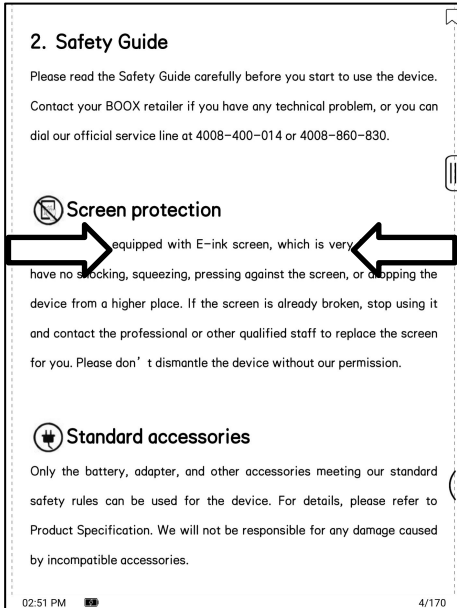 2. Safety Guide
Please read the Safety Guide carefully before you start to use the device.
Contact your BOOX retailer if you have any technical problem, or you can
dial our official service line at 4008-400-014 or 4008-860-830.
Screen protection
equipped with E-ink screen, which is very
have no shocking, squeezing, pressing against the screen, or dropping the
device from a higher place. If the screen is already broken, stop using it
and contact the professional or other qualified staff to replace the screen
for you. Please don’t dismantle the device without our permission.
Standard accessories
Only the battery, adapter, and other accessories meeting our standard
safety rules can be used for the device. For details, please refer to
Product Specification. We will not be responsible for any damage caused
by incompatible accessories.
02:51 PM 4/170